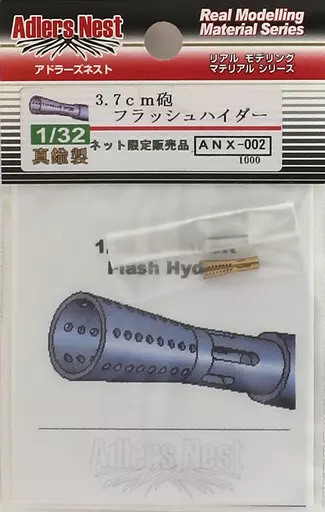 Adlers Nest
アドラーズネスト
Real Modelling
Material Series
リアル モデリング
マテリアル シリーズ
3.7cm砲
フラッシュハイダー
1/32
真鍮製
ネット限定販売品
ANX-002
1000
Flash Hyd
Adlers Nest